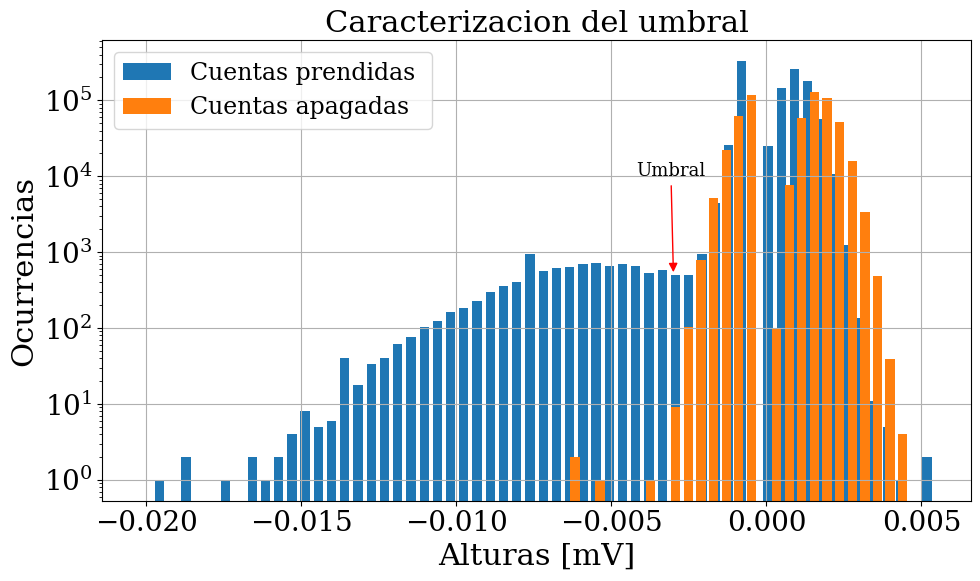 Caracterizacion del umbral
Cuentas prendidas
Cuentas apagadas
Umbral
Ocurrencias
10⁵
10⁴
10³
10²
10¹
10⁰
−0.020 −0.015 −0.010 −0.005 0.000 0.005
Alturas [mV]